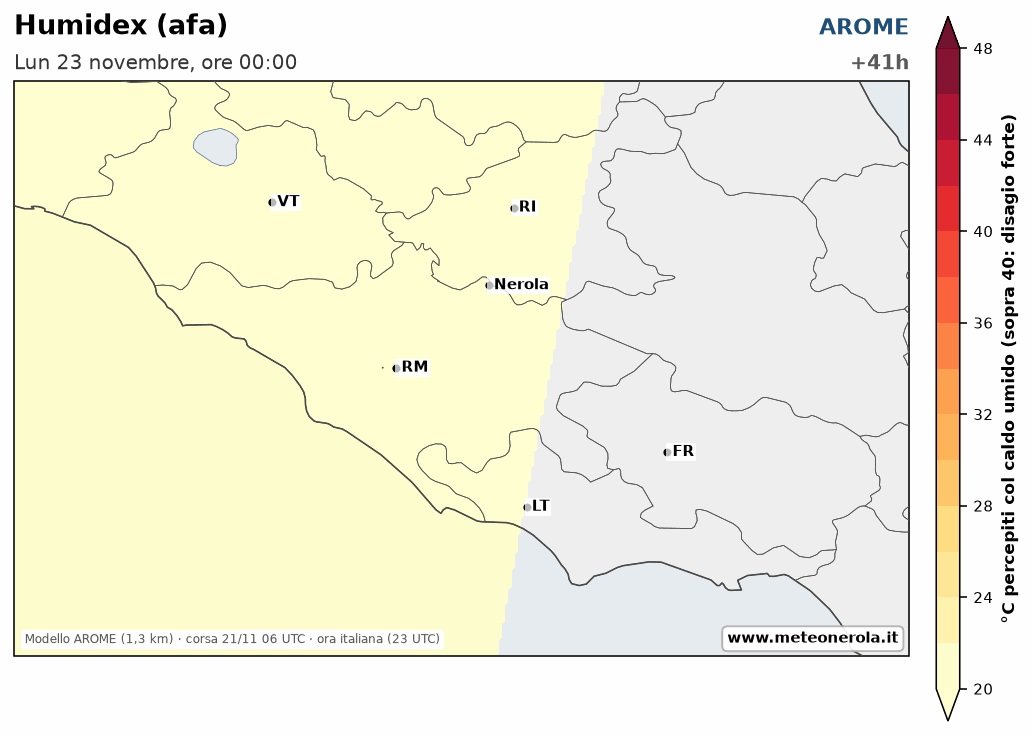 Humidex (afa)
AROME
Lun 23 novembre, ore 00:00
+41h
VT
RI
Nerola
RM
FR
LT
Modello AROME (1,3 km) · corsa 21/11 06 UTC · ora italiana (23 UTC)
www.meteonerola.it
48
44
40
36
32
28
24
20
°C percepiti col caldo umido (sopra 40: disagio forte)